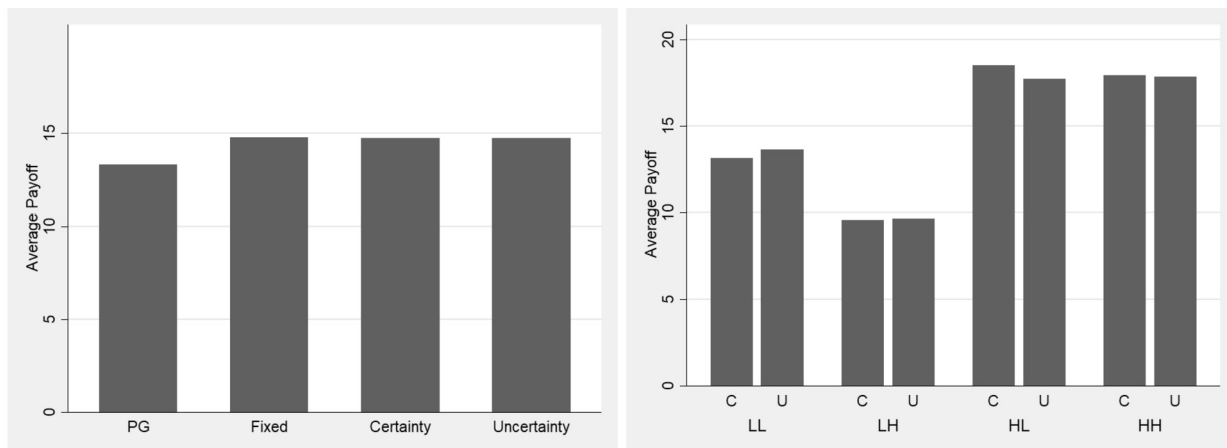 Average Payoff
15
10
5
0
PG Fixed Certainty Uncertainty
Average Payoff
20
15
10
5
0
C U C U C U C U
LL LH HL HH